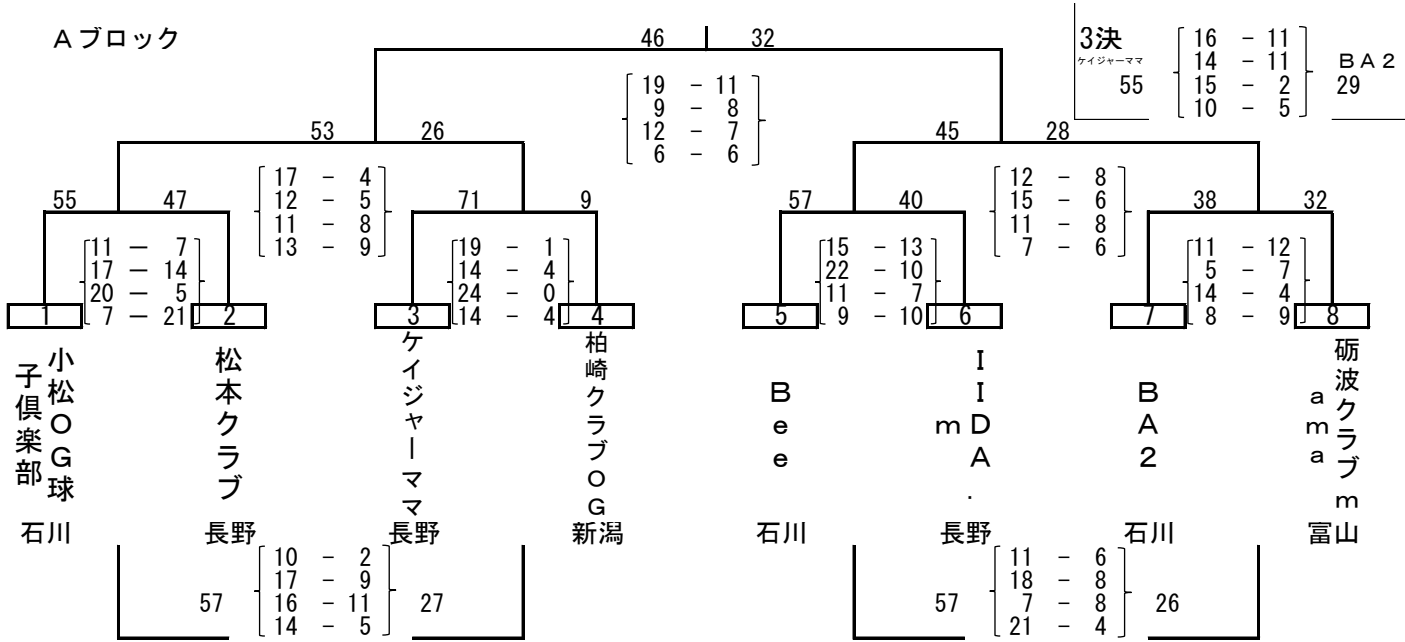 Aブロック
46 32
3決
ケイジャーママ
55
16 - 11
14 - 11
15 - 2
10 - 5
BA2
29
19 - 11
9 - 8
12 - 7
6 - 6
53 26
45 28
17 - 4
12 - 5
11 - 8
13 - 9
12 - 8
15 - 6
11 - 8
7 - 6
55 47
71 9
57 40
38 32
11 ー 7
17 ー 14
20 ー 5
7 ー 21
19 - 1
14 - 4
24 - 0
14 - 4
15 - 13
22 - 10
11 - 7
9 - 10
11 - 12
5 - 7
14 - 4
8 - 9
1 2 3 4 5 6 7 8
小松OG球
子倶楽部
松本クラブ
ケイジャーママ
柏崎クラブOG
Bee
IIDA.
m
BA2
砺波クラブm
ama
石川 長野 長野 新潟 石川 長野 石川 富山
57
10 - 2
17 - 9
16 - 11
14 - 5
27
57
11 - 6
18 - 8
7 - 8
21 - 4
26